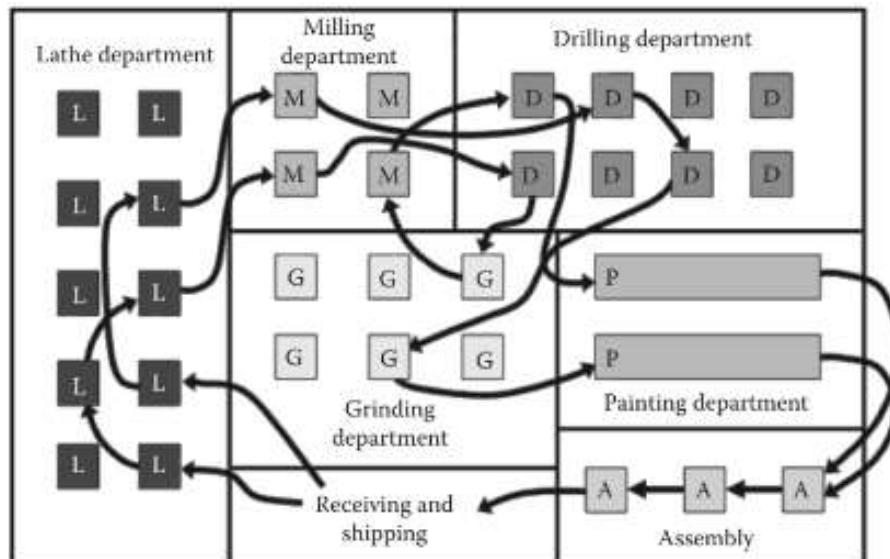 Lathe department
L L
L L
L L
L L
L L
Milling
department
M M
M M
Drilling department
D D D D
D D D D
G G G
G G G
Grinding
department
P
P
Painting department
Receiving and
shipping
A A A
Assembly